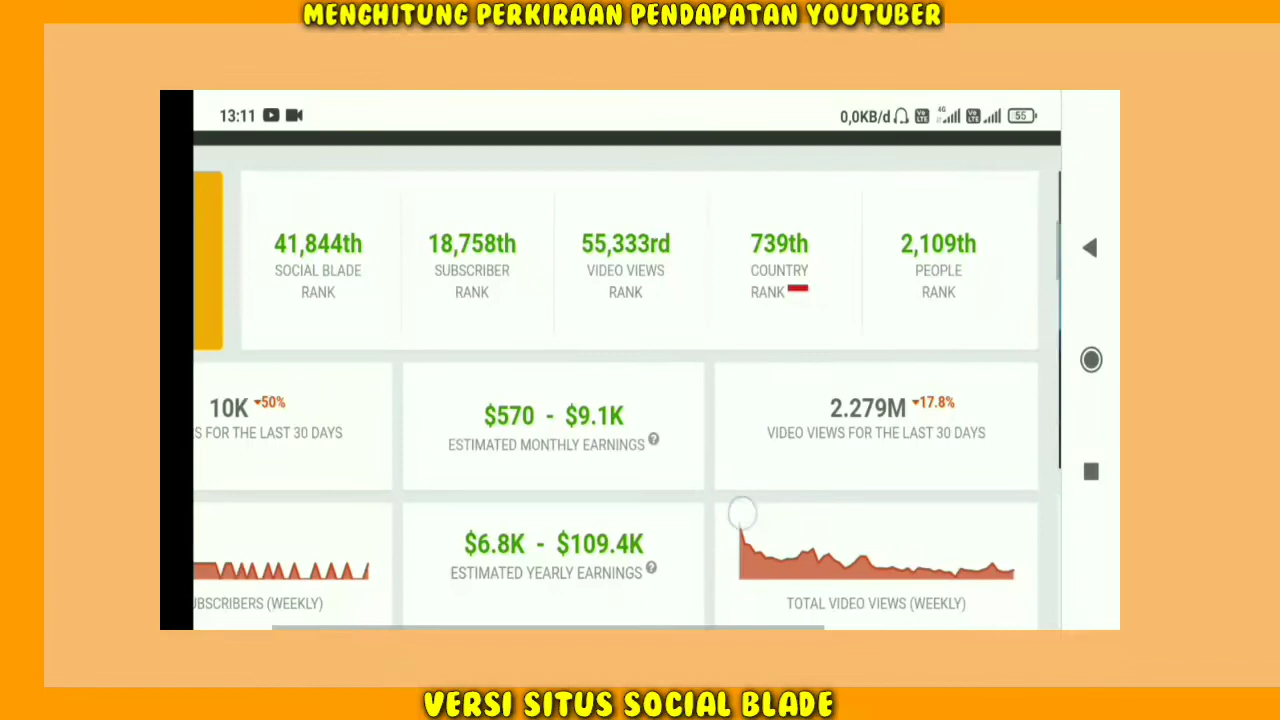 MENGHITUNG PERKIRAAN PENDAPATAN YOUTUBER
13:11
0,0KB/d 4G 55
41,844th
SOCIAL BLADE
RANK
18,758th
SUBSCRIBER
RANK
55,333rd
VIDEO VIEWS
RANK
739th
COUNTRY
RANK
2,109th
PEOPLE
RANK
10K 50%
S FOR THE LAST 30 DAYS
$570 - $9.1K
ESTIMATED MONTHLY EARNINGS ?
2.279M 17.8%
VIDEO VIEWS FOR THE LAST 30 DAYS
UBSCRIBERS (WEEKLY)
$6.8K - $109.4K
ESTIMATED YEARLY EARNINGS ?
TOTAL VIDEO VIEWS (WEEKLY)
VERSI SITUS SOCIAL BLADE